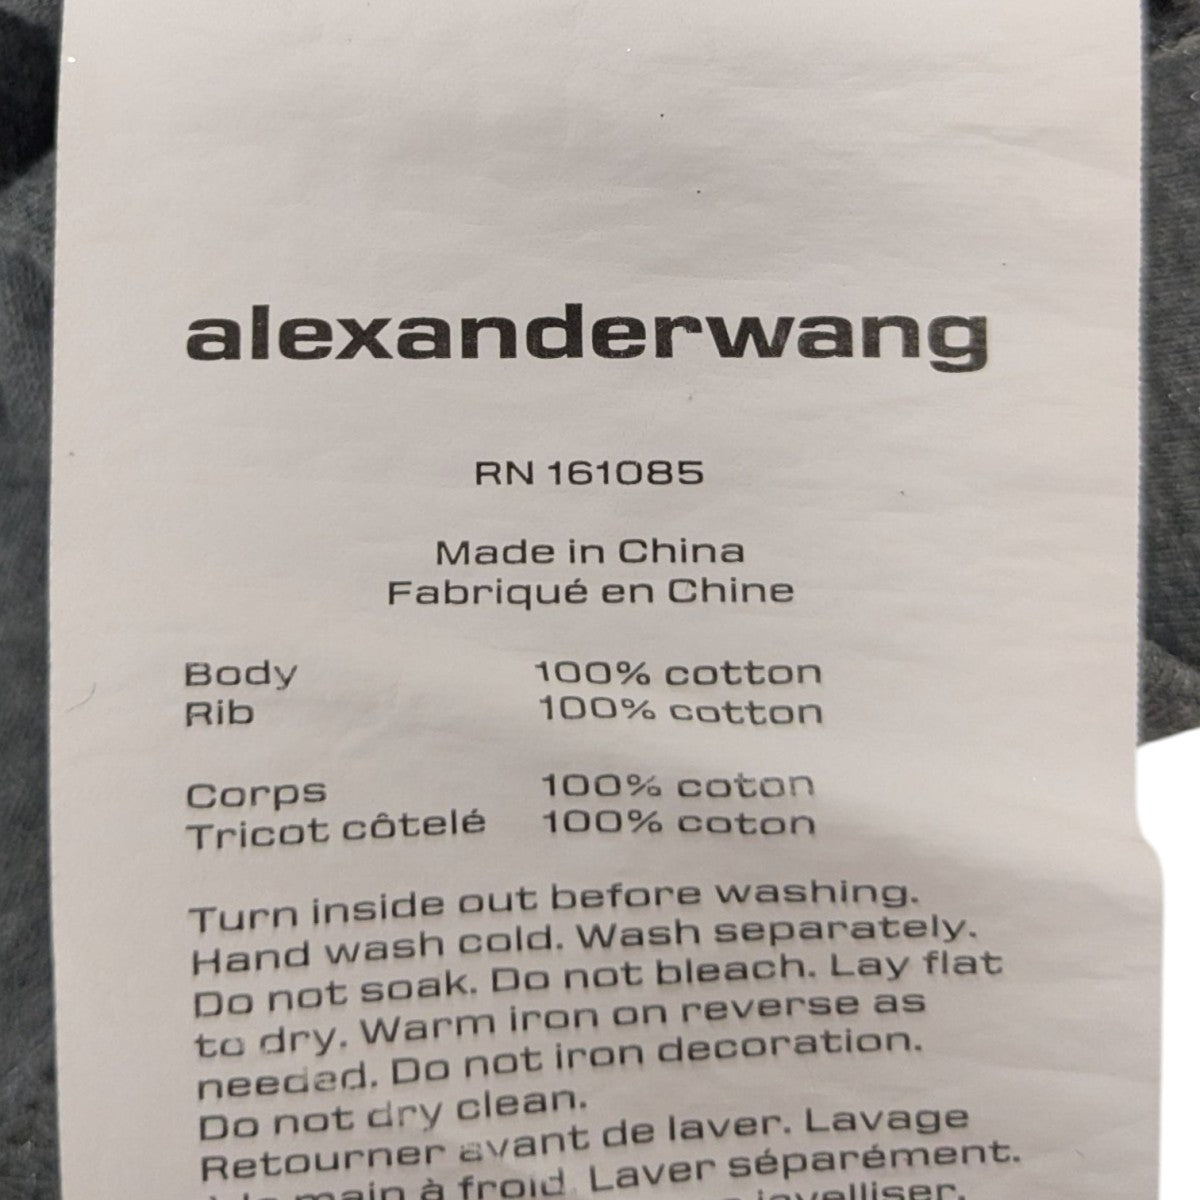 alexanderwang
RN 161085
Made in China
Fabriqué en Chine
Body 100% cotton
Rib 100% cotton
Corps 100% coton
Tricot côtelé 100% coton
Turn inside out before washing.
Hand wash cold. Wash separately.
Do not soak. Do not bleach. Lay flat
to dry. Warm iron on reverse as
needed. Do not iron decoration.
Do not dry clean.
Retourner avant de laver. Lavage
à la main à froid. Laver séparément.
javelliser.